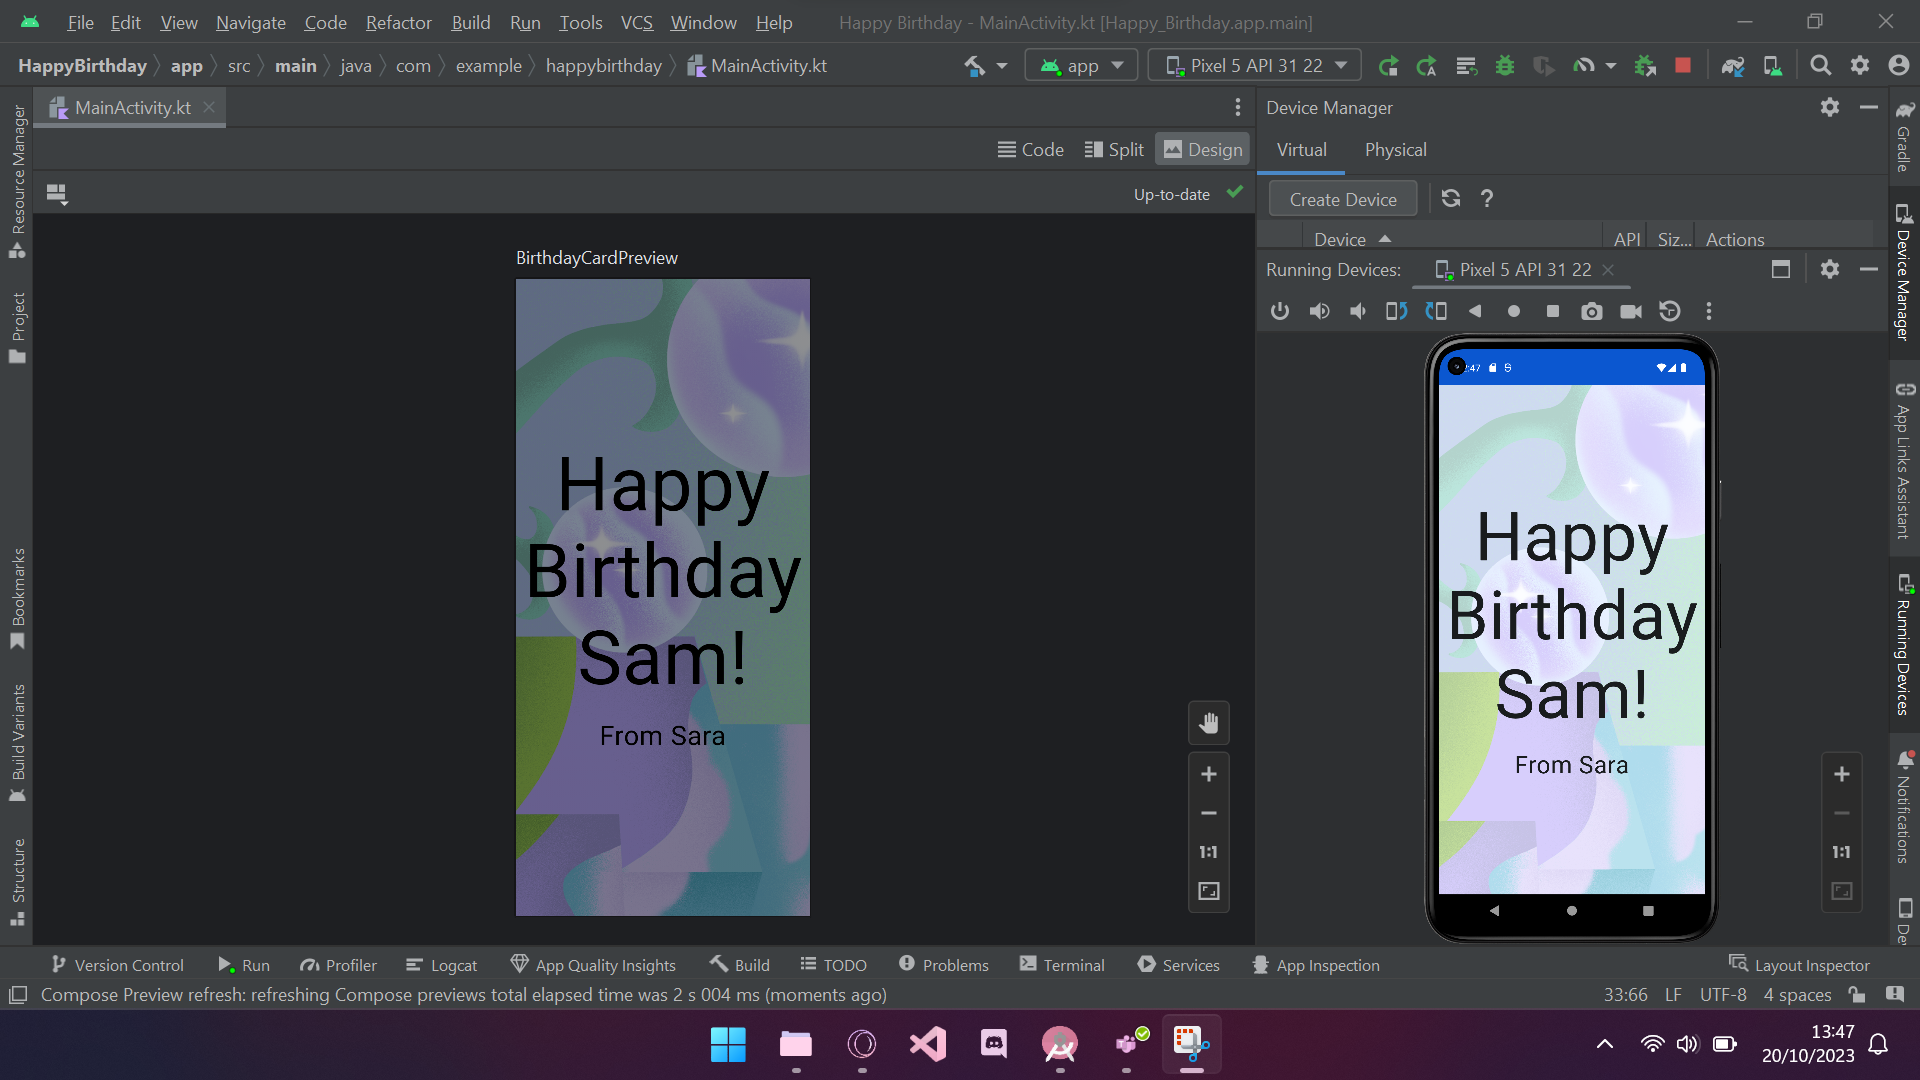 File Edit View Navigate Code Refactor Build Run Tools VCS Window Help Happy Birthday - MainActivity.kt [Happy_Birthday.app.main]
HappyBirthday app src main java com example happybirthday MainActivity.kt app Pixel 5 API 31 22
MainActivity.kt
Code Split Design
Up-to-date
BirthdayCardPreview
Happy
Birthday
Sam!
From Sara
Device Manager
Virtual Physical
Create Device
Device API Siz... Actions
Running Devices: Pixel 5 API 31 22
:47
Happy
Birthday
Sam!
From Sara
1:1
1:1
Resource Manager
Project
Bookmarks
Build Variants
Structure
Gradle
Device Manager
App Links Assistant
Running Devices
Notifications
De
Version Control Run Profiler Logcat App Quality Insights Build TODO Problems Terminal Services App Inspection Layout Inspector
Compose Preview refresh: refreshing Compose previews total elapsed time was 2 s 004 ms (moments ago) 33:66 LF UTF-8 4 spaces
13:47
20/10/2023